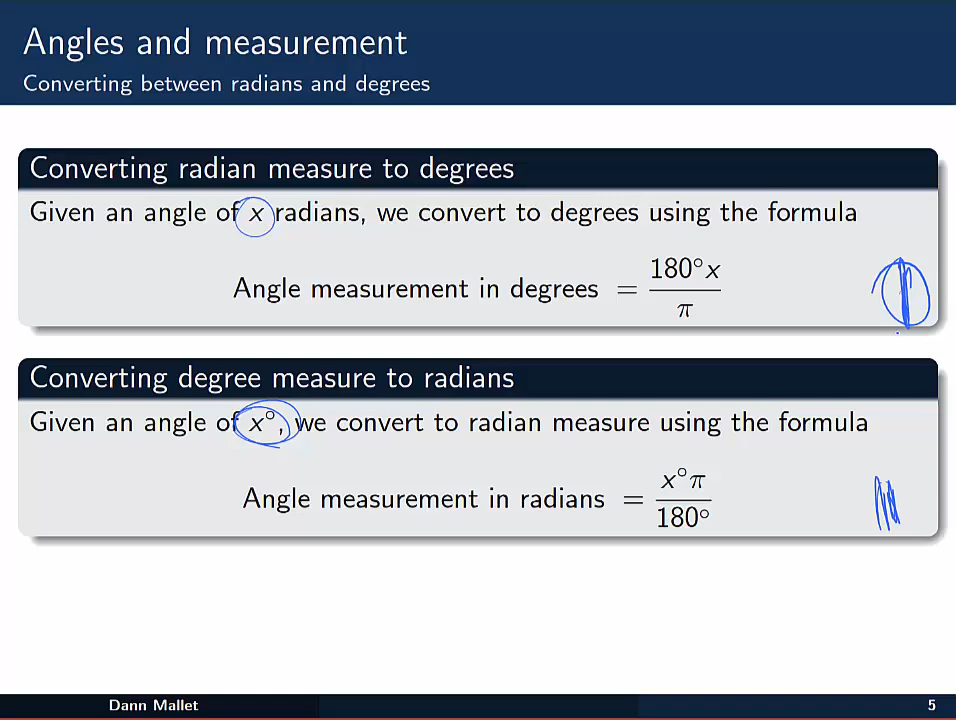 Angles and measurement
Converting between radians and degrees
Converting radian measure to degrees
Given an angle of x radians, we convert to degrees using the formula
Angle measurement in degrees = 180°x / π
Converting degree measure to radians
Given an angle of x°, we convert to radian measure using the formula
Angle measurement in radians = x°π / 180°
Dann Mallet
5